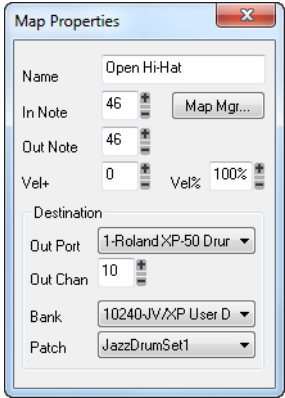 Map Properties
Name Open Hi-Hat
In Note 46 Map Mgr...
Out Note 46
Vel+ 0 Vel% 100%
Destination
Out Port 1-Roland XP-50 Drur
Out Chan 10
Bank 10240-JV/XP User D
Patch JazzDrumSet1